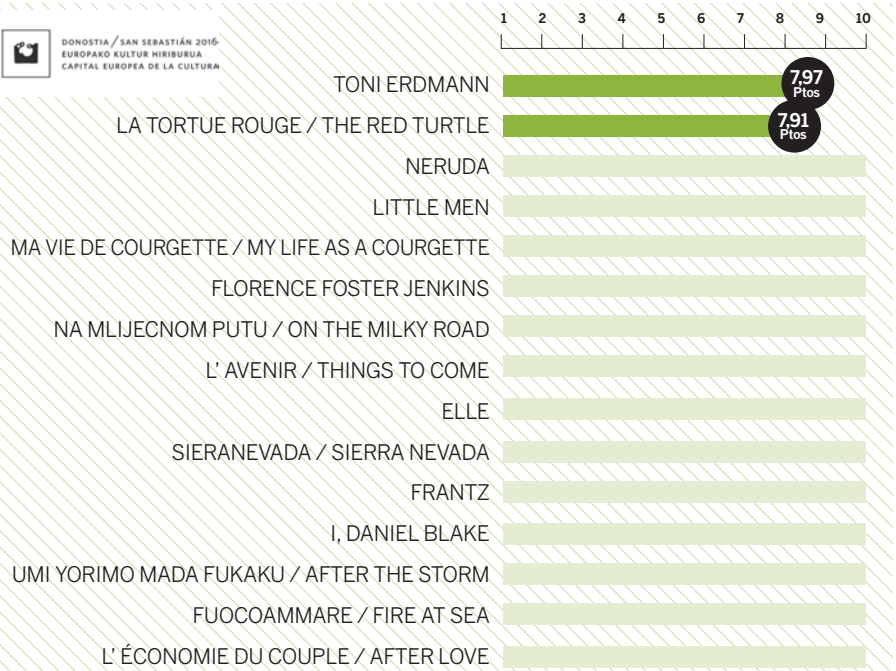 1 2 3 4 5 6 7 8 9 10
DONOSTIA / SAN SEBASTIÁN 2016
EUROPAKO KULTUR HIRIBURUA
CAPITAL EUROPEA DE LA CULTURA
TONI ERDMANN
7,97
Ptos
LA TORTUE ROUGE / THE RED TURTLE
7,91
Ptos
NERUDA
LITTLE MEN
MA VIE DE COURGETTE / MY LIFE AS A COURGETTE
FLORENCE FOSTER JENKINS
NA MLIJECNOM PUTU / ON THE MILKY ROAD
L' AVENIR / THINGS TO COME
ELLE
SIERANEVADA / SIERRA NEVADA
FRANTZ
I, DANIEL BLAKE
UMI YORIMO MADA FUKAKU / AFTER THE STORM
FUOCOAMMARE / FIRE AT SEA
L' ÉCONOMIE DU COUPLE / AFTER LOVE